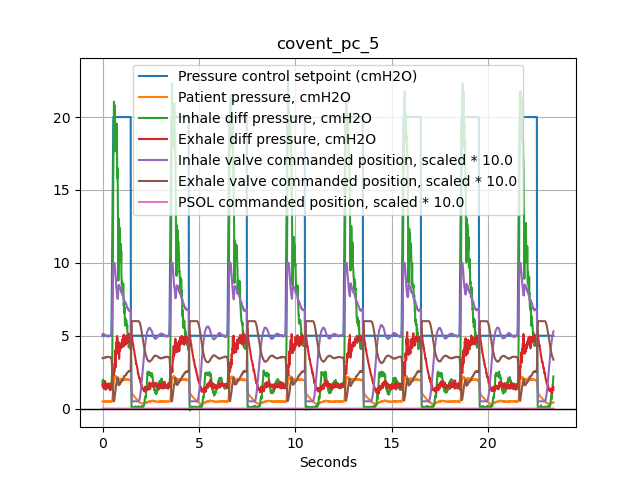 covent_pc_5
Pressure control setpoint (cmH2O)
Patient pressure, cmH2O
Inhale diff pressure, cmH2O
Exhale diff pressure, cmH2O
Inhale valve commanded position, scaled * 10.0
Exhale valve commanded position, scaled * 10.0
PSOL commanded position, scaled * 10.0
20
15
10
5
0
0 5 10 15 20
Seconds